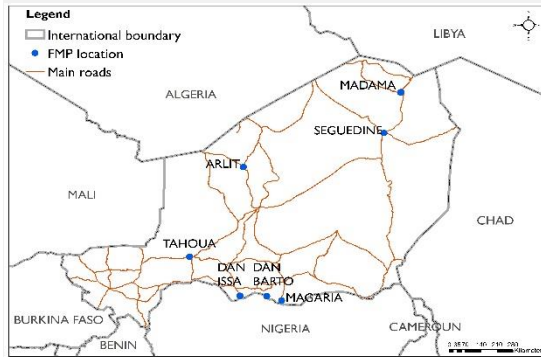 Legend
International boundary
FMP location
Main roads
LIBYA
MADAMA
ALGERIA
SEGUEDINE
ARLIT
MALI
CHAD
TAHOUA
DAN DAN
ISSA BARTO
MAGARIA
BURKINA FASO
NIGERIA
CAMEROUN
BENIN